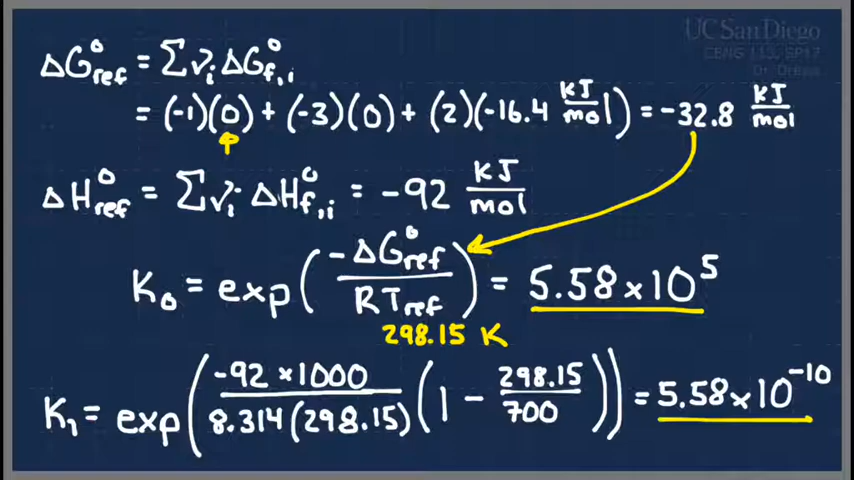 UC San Diego
CENG 113, SP17
ΔG°ref = Σνi ΔG°f,i
= (-1)(0) + (-3)(0) + (2)(-16.4 kJ/mol) = -32.8 kJ/mol
ΔH°ref = Σνi ΔH°f,i = -92 kJ/mol
K0 = exp(-ΔG°ref / RTref) = 5.58×10^5
298.15 K
K1 = exp(-92×1000 / 8.314(298.15) (1 - 298.15/700)) = 5.58×10^-10